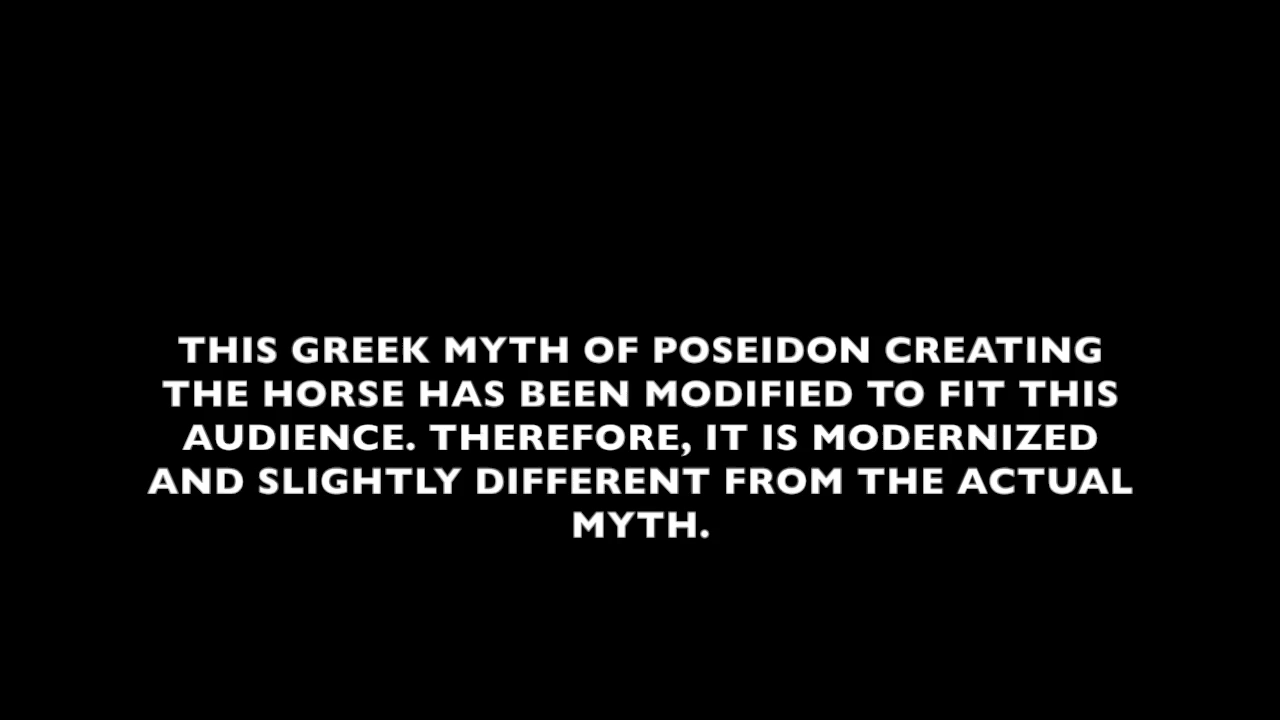 THIS GREEK MYTH OF POSEIDON CREATING
THE HORSE HAS BEEN MODIFIED TO FIT THIS
AUDIENCE. THEREFORE, IT IS MODERNIZED
AND SLIGHTLY DIFFERENT FROM THE ACTUAL
MYTH.